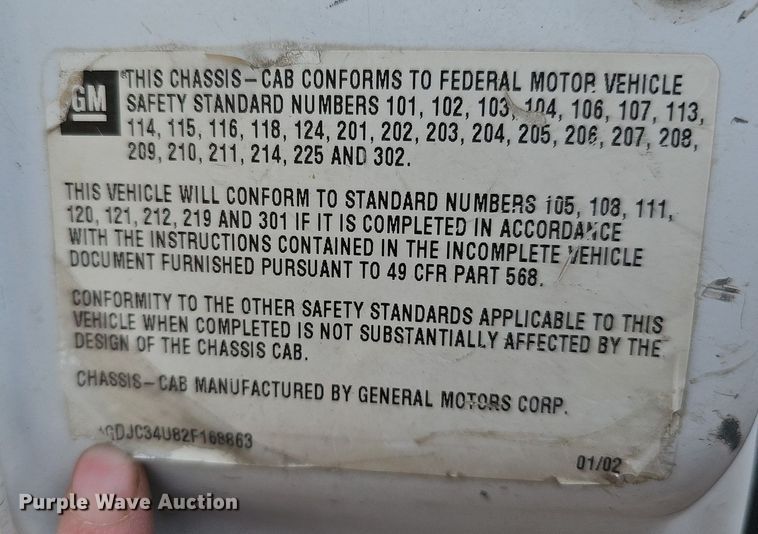 GM
THIS CHASSIS-CAB CONFORMS TO FEDERAL MOTOR VEHICLE
SAFETY STANDARD NUMBERS 101, 102, 103, 104, 106, 107, 113,
114, 115, 116, 118, 124, 201, 202, 203, 204, 205, 206, 207, 208,
209, 210, 211, 214, 225 AND 302.
THIS VEHICLE WILL CONFORM TO STANDARD NUMBERS 105, 108, 111,
120, 121, 212, 219 AND 301 IF IT IS COMPLETED IN ACCORDANCE
WITH THE INSTRUCTIONS CONTAINED IN THE INCOMPLETE VEHICLE
DOCUMENT FURNISHED PURSUANT TO 49 CFR PART 568.
CONFORMITY TO THE OTHER SAFETY STANDARDS APPLICABLE TO THIS
VEHICLE WHEN COMPLETED IS NOT SUBSTANTIALLY AFFECTED BY THE
DESIGN OF THE CHASSIS CAB.
CHASSIS-CAB MANUFACTURED BY GENERAL MOTORS CORP.
1GDJC34U82F168863
01/02
Purple Wave Auction